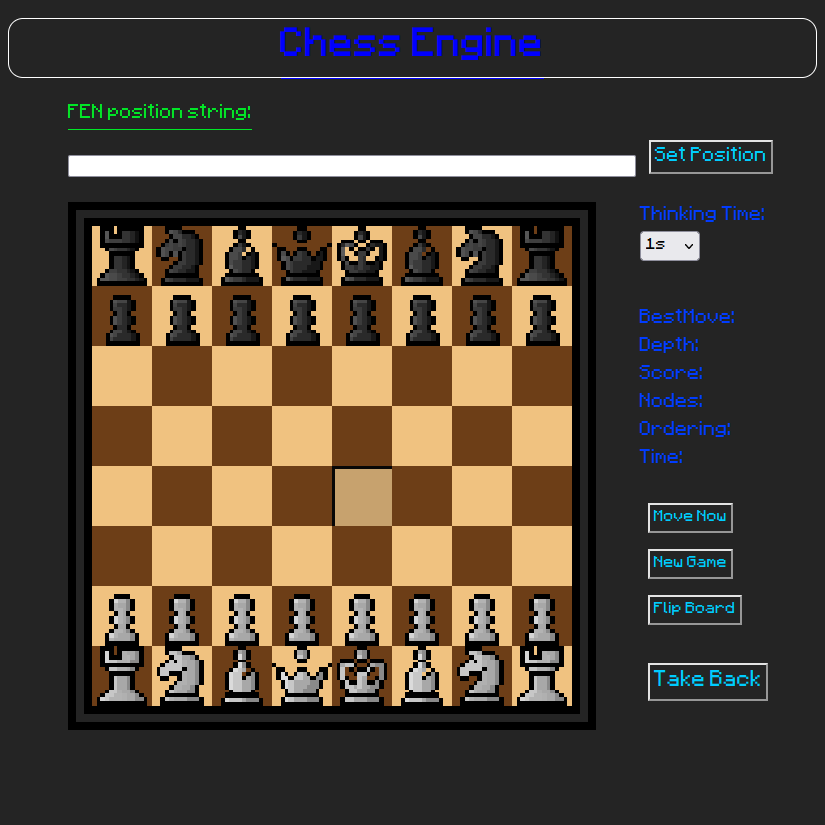 Chess Engine
FEN position string:
Set Position
Thinking Time:
1s
BestMove:
Depth:
Score:
Nodes:
Ordering:
Time:
Move Now
New Game
Flip Board
Take Back